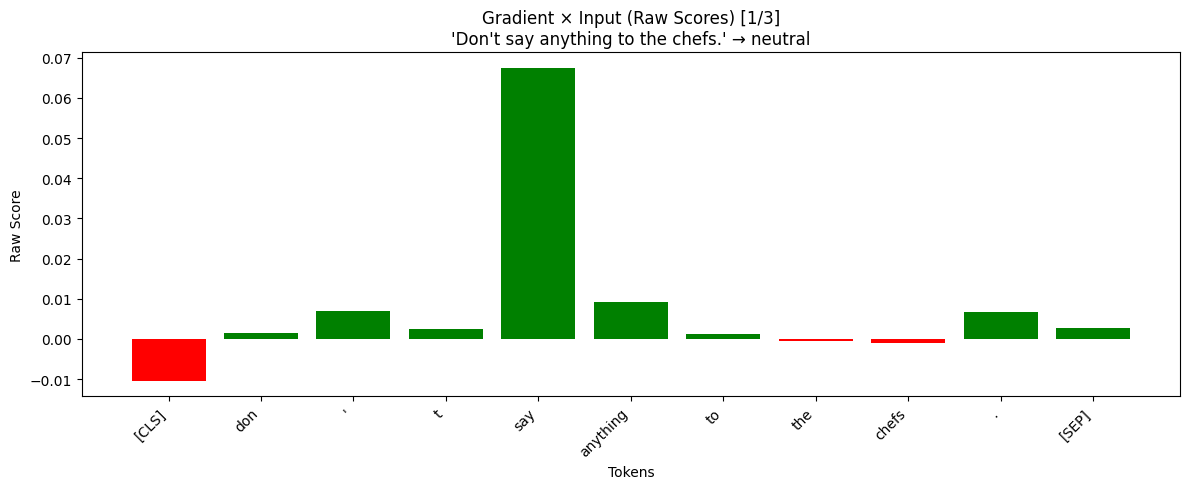 Gradient × Input (Raw Scores) [1/3]
'Don't say anything to the chefs.' → neutral
0.07
0.06
0.05
0.04
0.03
0.02
0.01
0.00
−0.01
Raw Score
[CLS]
don
'
t
say
anything
to
the
chefs
.
[SEP]
Tokens